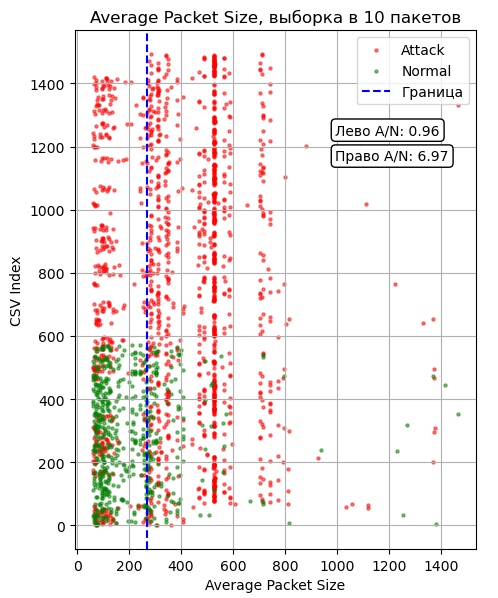 Average Packet Size, выборка в 10 пакетов
Attack
Normal
Граница
Лево A/N: 0.96
Право A/N: 6.97
CSV Index
1400
1200
1000
800
600
400
200
0
0 200 400 600 800 1000 1200 1400
Average Packet Size